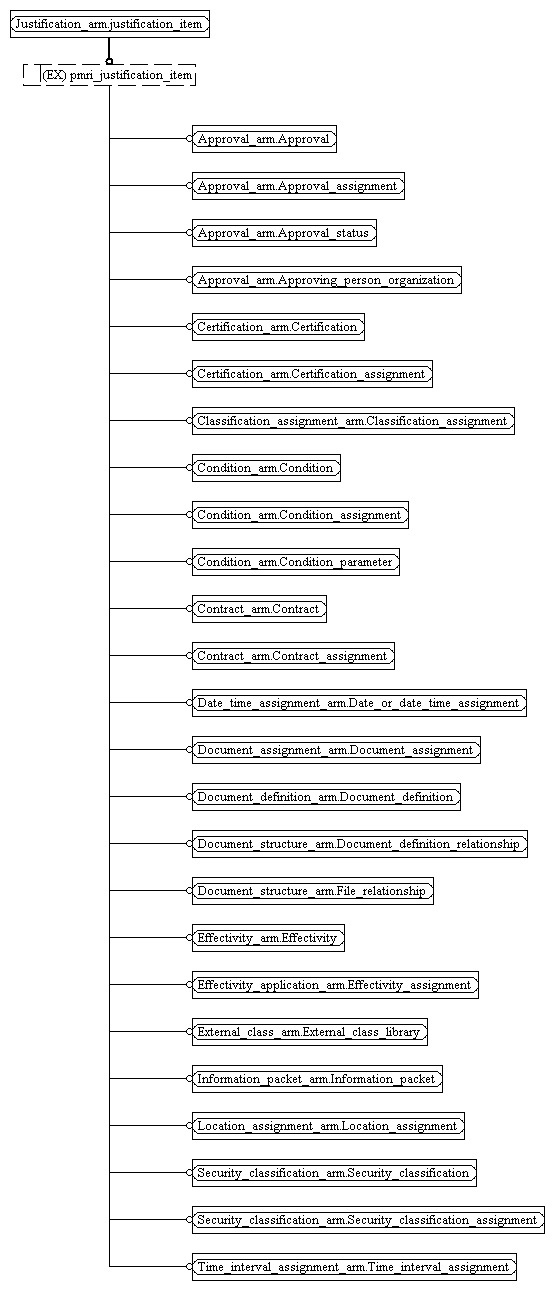 Justification_arm.justification_item
(EX) pmri_justification_item
Approval_arm.Approval
Approval_arm.Approval_assignment
Approval_arm.Approval_status
Approval_arm.Approving_person_organization
Certification_arm.Certification
Certification_arm.Certification_assignment
Classification_assignment_arm.Classification_assignment
Condition_arm.Condition
Condition_arm.Condition_assignment
Condition_arm.Condition_parameter
Contract_arm.Contract
Contract_arm.Contract_assignment
Date_time_assignment_arm.Date_or_date_time_assignment
Document_assignment_arm.Document_assignment
Document_definition_arm.Document_definition
Document_structure_arm.Document_definition_relationship
Document_structure_arm.File_relationship
Effectivity_arm.Effectivity
Effectivity_application_arm.Effectivity_assignment
External_class_arm.External_class_library
Information_packet_arm.Information_packet
Location_assignment_arm.Location_assignment
Security_classification_arm.Security_classification
Security_classification_arm.Security_classification_assignment
Time_interval_assignment_arm.Time_interval_assignment